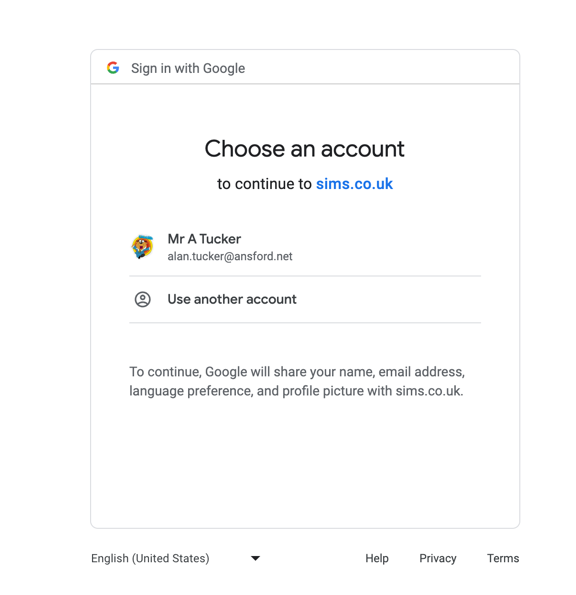 Sign in with Google
Choose an account
to continue to sims.co.uk
Mr A Tucker
alan.tucker@ansford.net
Use another account
To continue, Google will share your name, email address,
language preference, and profile picture with sims.co.uk.
English (United States) Help Privacy Terms